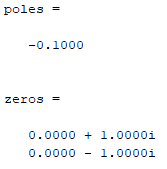 poles =
-0.1000
zeros =
0.0000 + 1.0000i
0.0000 - 1.0000i